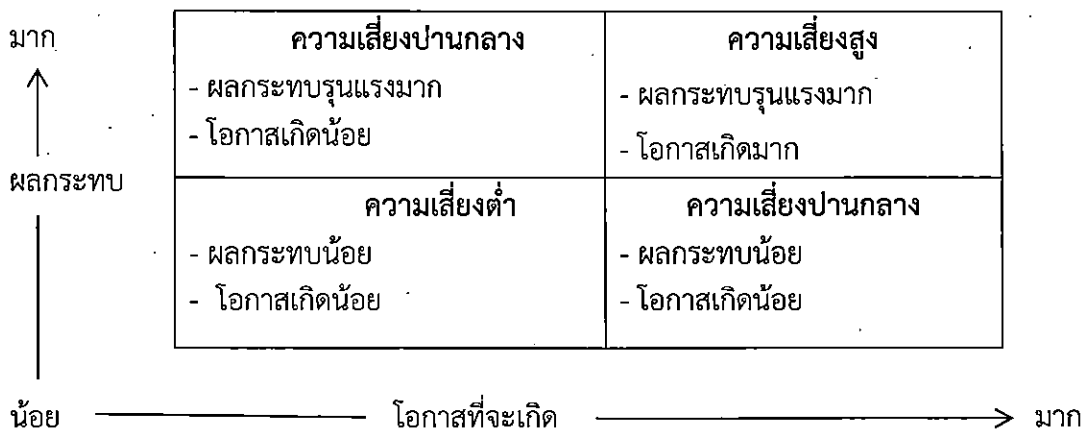 มาก
ความเสี่ยงปานกลาง
- ผลกระทบรุนแรงมาก
- โอกาสเกิดน้อย
ความเสี่ยงสูง
- ผลกระทบรุนแรงมาก
- โอกาสเกิดมาก
ผลกระทบ
ความเสี่ยงต่ำ
- ผลกระทบน้อย
- โอกาสเกิดน้อย
ความเสี่ยงปานกลาง
- ผลกระทบน้อย
- โอกาสเกิดน้อย
น้อย โอกาสที่จะเกิด มาก